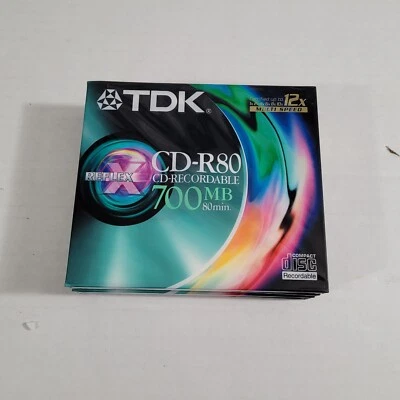 TDK
12x
MULTI SPEED
REFLEX
X
CD-R80
CD-RECORDABLE
700MB
80min.
COMPACT
disc
Recordable